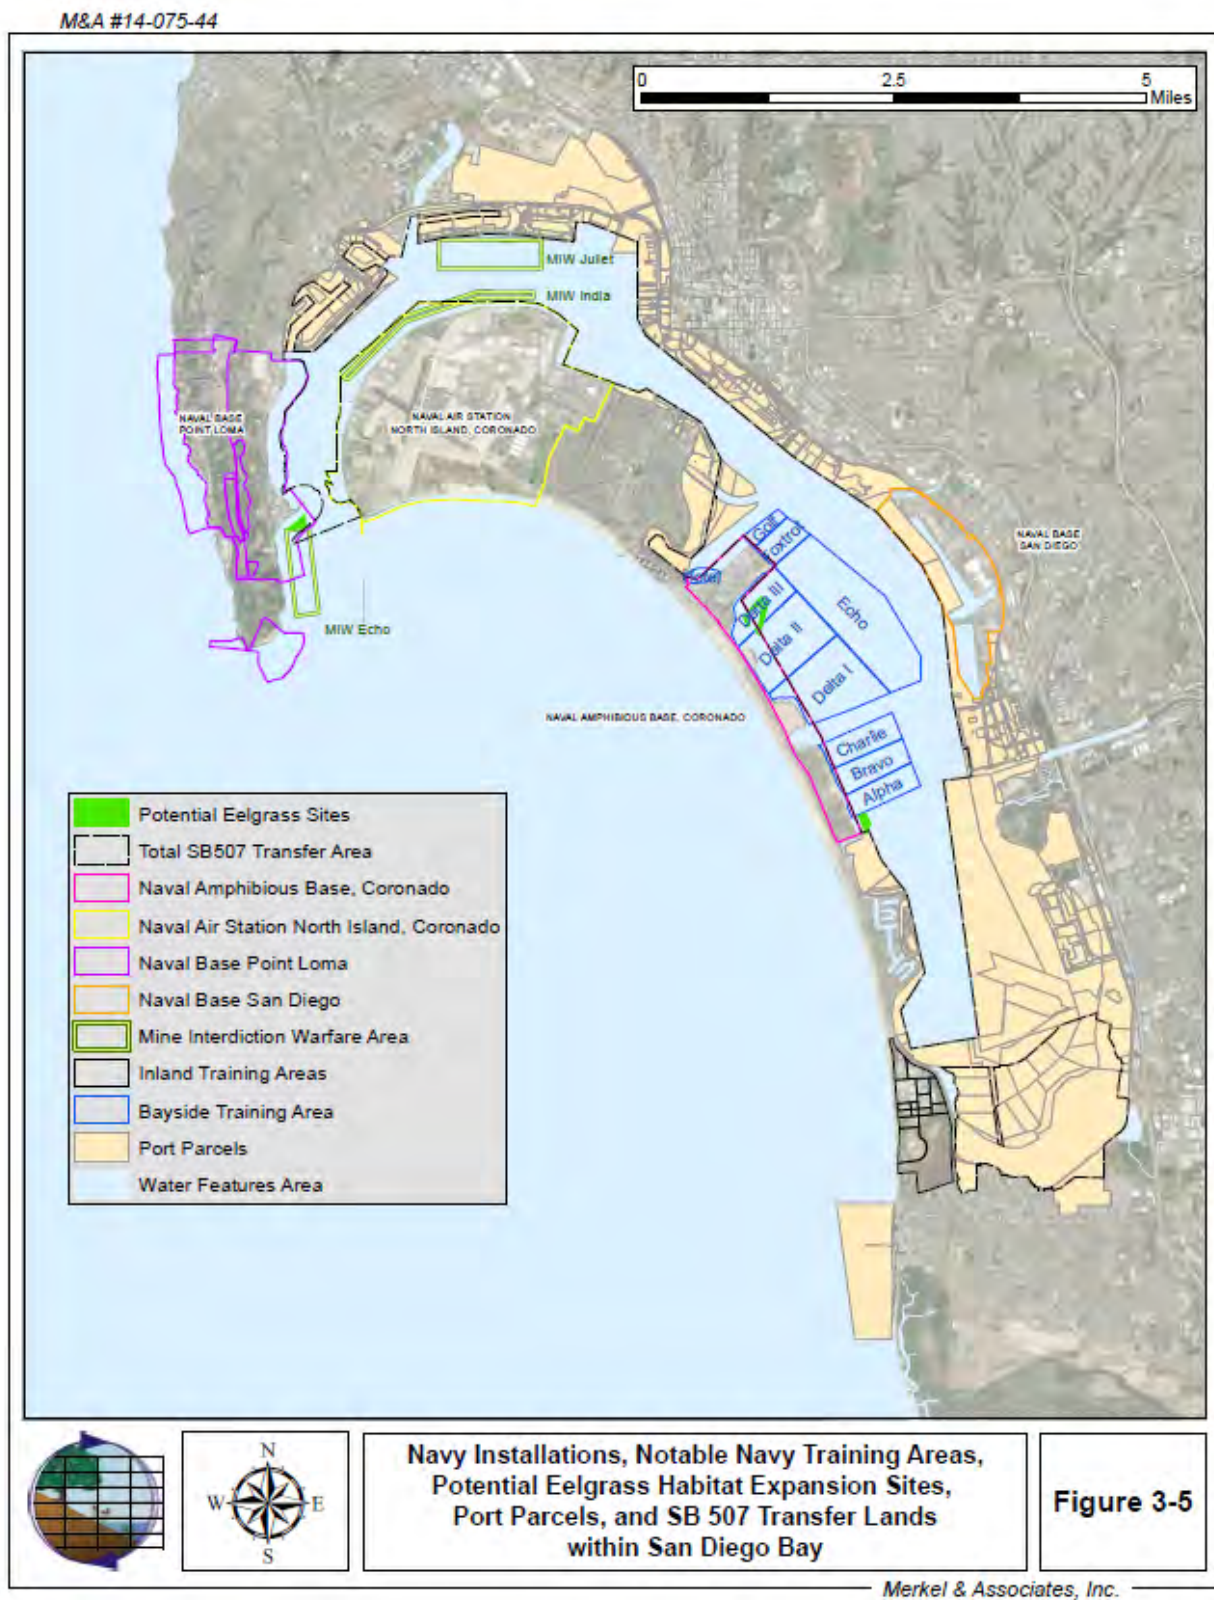 M&A #14-075-44
0 2.5 5
Miles
MIW Juliet
MIW India
NAVAL BASE
POINT LOMA
NAVAL AIR STATION
NORTH ISLAND, CORONADO
NAVAL BASE
SAN DIEGO
Golf
Foxtrot
Hotel
Echo
Delta III
Delta II
Delta I
MIW Echo
NAVAL AMPHIBIOUS BASE, CORONADO
Charlie
Bravo
Alpha
Potential Eelgrass Sites
Total SB507 Transfer Area
Naval Amphibious Base, Coronado
Naval Air Station North Island, Coronado
Naval Base Point Loma
Naval Base San Diego
Mine Interdiction Warfare Area
Inland Training Areas
Bayside Training Area
Port Parcels
Water Features Area
N
W E
S
Navy Installations, Notable Navy Training Areas,
Potential Eelgrass Habitat Expansion Sites,
Port Parcels, and SB 507 Transfer Lands
within San Diego Bay
Figure 3-5
Merkel & Associates, Inc.